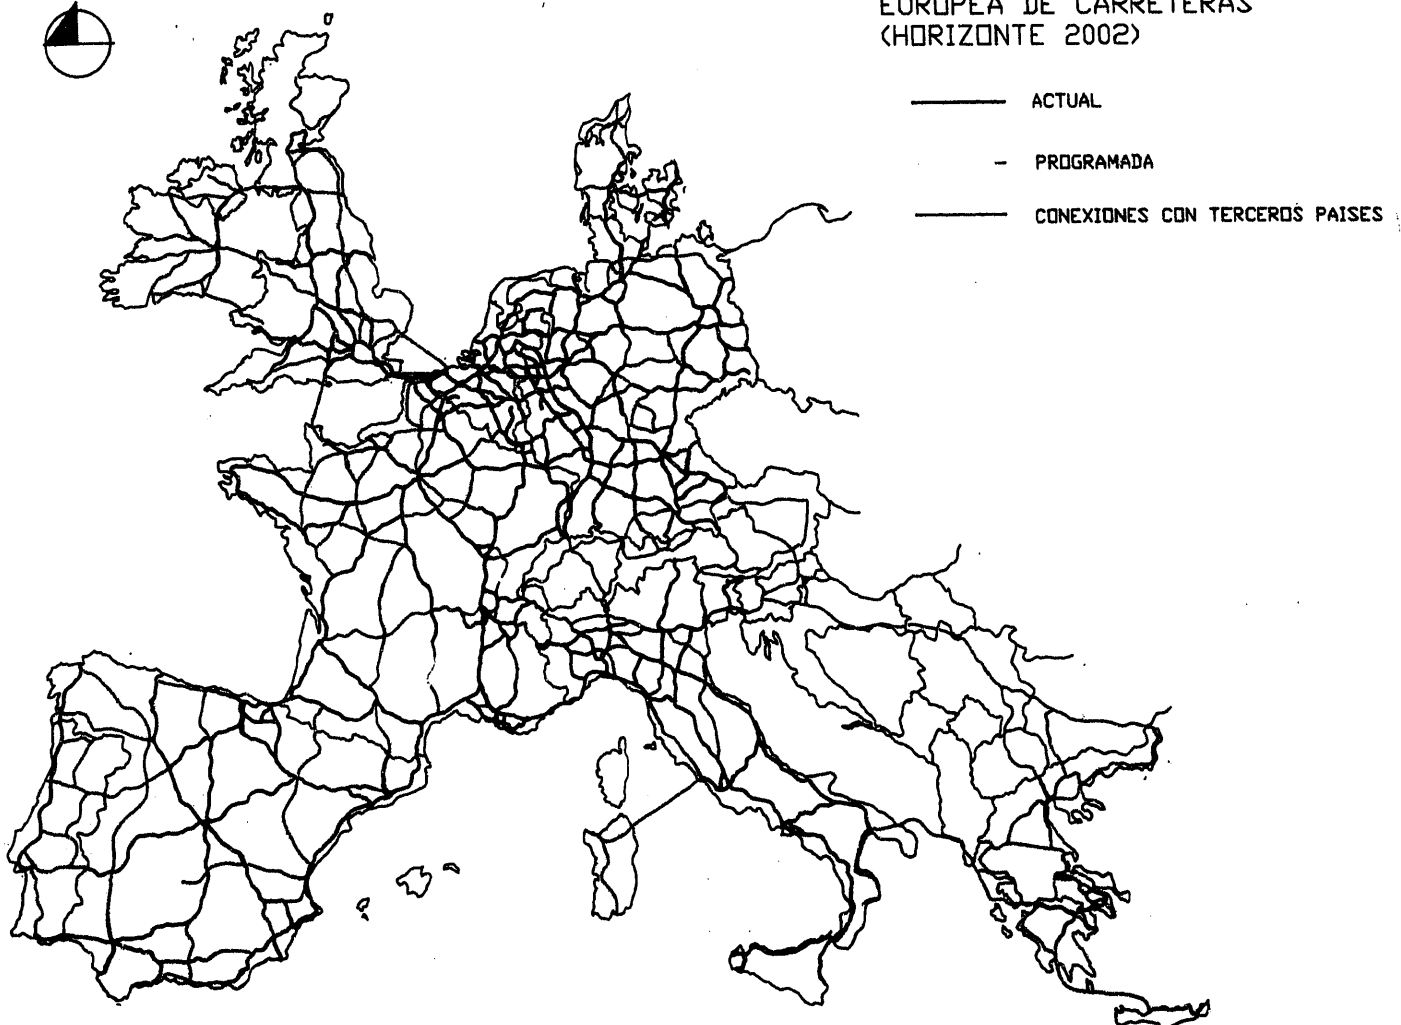 EUROPEA DE CARRETERAS
(HORIZONTE 2002)
ACTUAL
PROGRAMADA
CONEXIONES CON TERCEROS PAISES